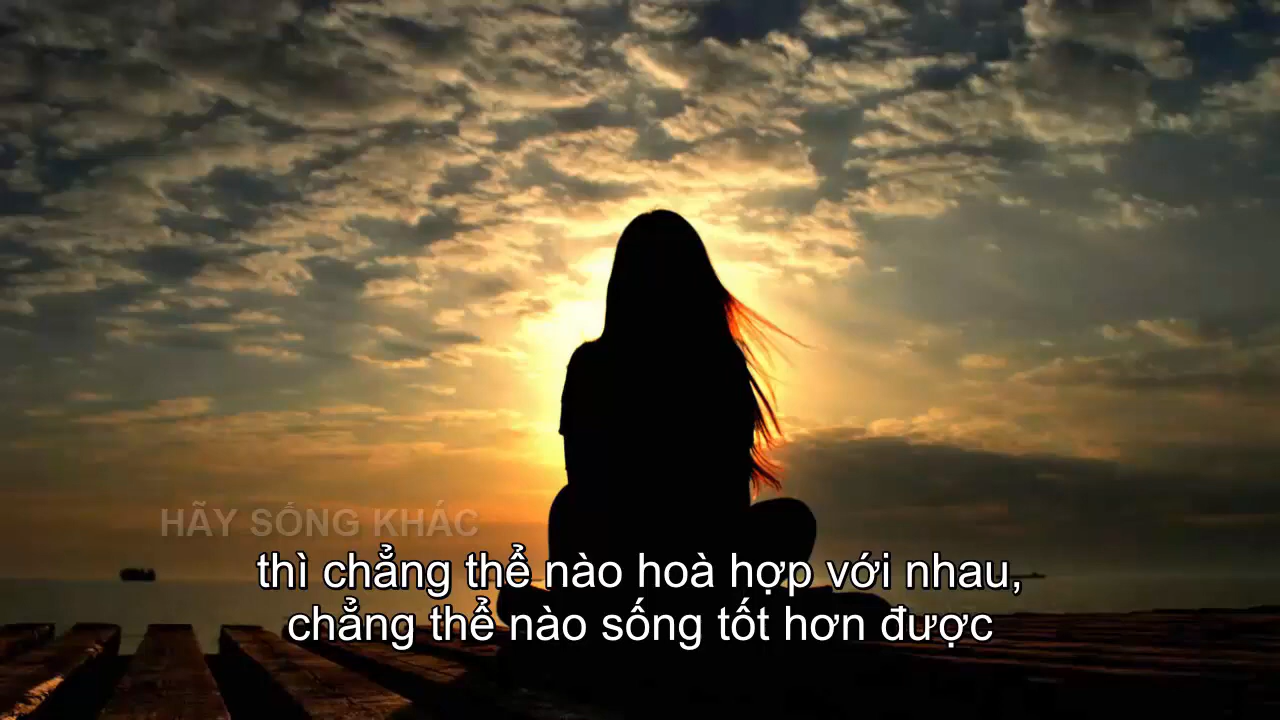 HÃY SỐNG KHÁC
thì chẳng thể nào hoà hợp với nhau,
chẳng thể nào sống tốt hơn được